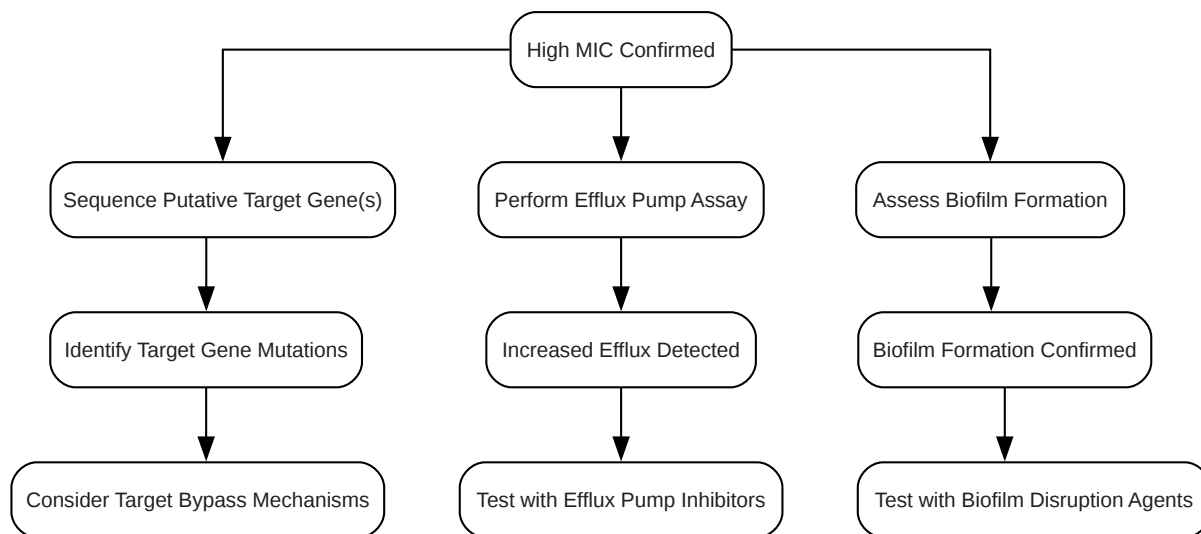 High MIC Confirmed
Sequence Putative Target Gene(s)
Perform Efflux Pump Assay
Assess Biofilm Formation
Identify Target Gene Mutations
Increased Efflux Detected
Biofilm Formation Confirmed
Consider Target Bypass Mechanisms
Test with Efflux Pump Inhibitors
Test with Biofilm Disruption Agents